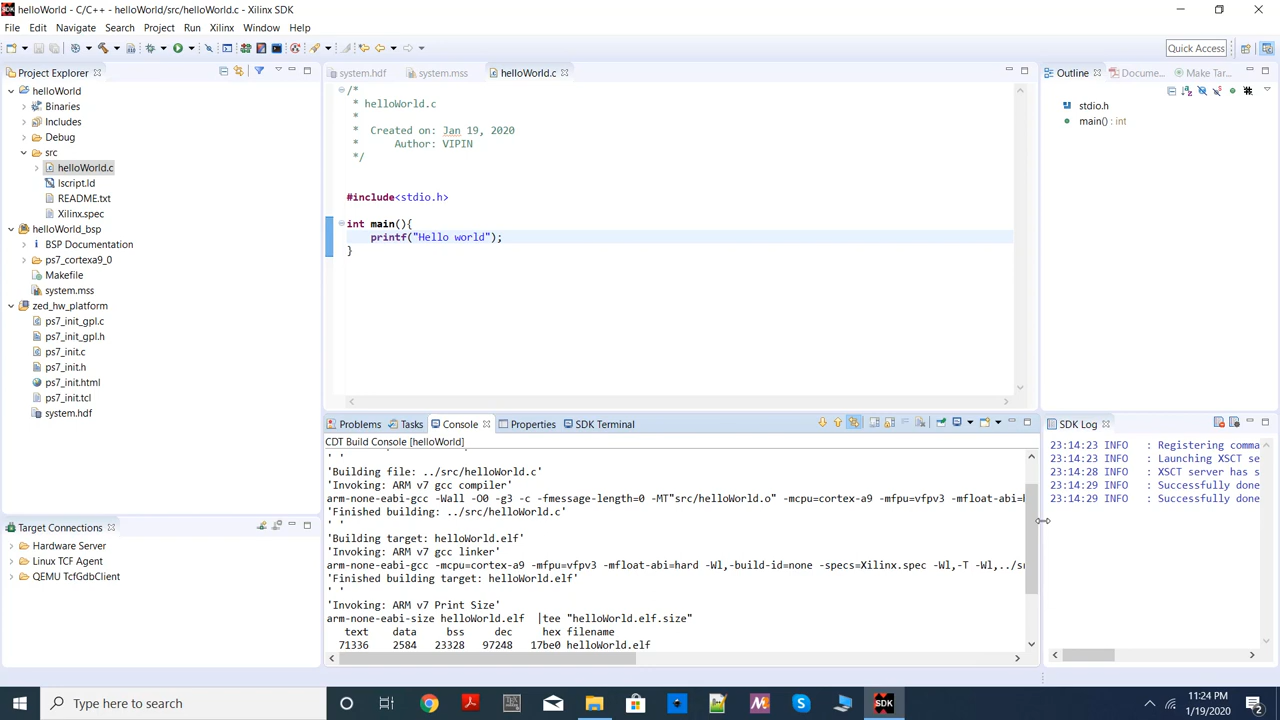 helloWorld - C/C++ - helloWorld/src/helloWorld.c - Xilinx SDK
File Edit Navigate Search Project Run Xilinx Window Help
Quick Access
Project Explorer
helloWorld
Binaries
Includes
Debug
src
helloWorld.c
lscript.ld
README.txt
Xilinx.spec
helloWorld_bsp
BSP Documentation
ps7_cortexa9_0
Makefile
system.mss
zed_hw_platform
ps7_init_gpl.c
ps7_init_gpl.h
ps7_init.c
ps7_init.h
ps7_init.html
ps7_init.tcl
system.hdf
Target Connections
Hardware Server
Linux TCF Agent
QEMU TcfGdbClient
system.hdf system.mss helloWorld.c
/*
* helloWorld.c
*
* Created on: Jan 19, 2020
* Author: VIPIN
*/
#include<stdio.h>
int main(){
printf("Hello world");
}
Problems Tasks Console Properties SDK Terminal
CDT Build Console [helloWorld]
' '
'Building file: ../src/helloWorld.c'
'Invoking: ARM v7 gcc compiler'
arm-none-eabi-gcc -Wall -O0 -g3 -c -fmessage-length=0 -MT"src/helloWorld.o" -mcpu=cortex-a9 -mfpu=vfpv3 -mfloat-abi=h
'Finished building: ../src/helloWorld.c'
' '
'Building target: helloWorld.elf'
'Invoking: ARM v7 gcc linker'
arm-none-eabi-gcc -mcpu=cortex-a9 -mfpu=vfpv3 -mfloat-abi=hard -Wl,-build-id=none -specs=Xilinx.spec -Wl,-T -Wl,../sr
'Finished building target: helloWorld.elf'
' '
'Invoking: ARM v7 Print Size'
arm-none-eabi-size helloWorld.elf |tee "helloWorld.elf.size"
text data bss dec hex filename
71336 2584 23328 97248 17be0 helloWorld.elf
Outline Docume... Make Tar...
stdio.h
main() : int
SDK Log
23:14:23 INFO : Registering comma
23:14:23 INFO : Launching XSCT se
23:14:28 INFO : XSCT server has s
23:14:29 INFO : Successfully done
23:14:29 INFO : Successfully done
Type here to search
SDK
11:24 PM
1/19/2020
2